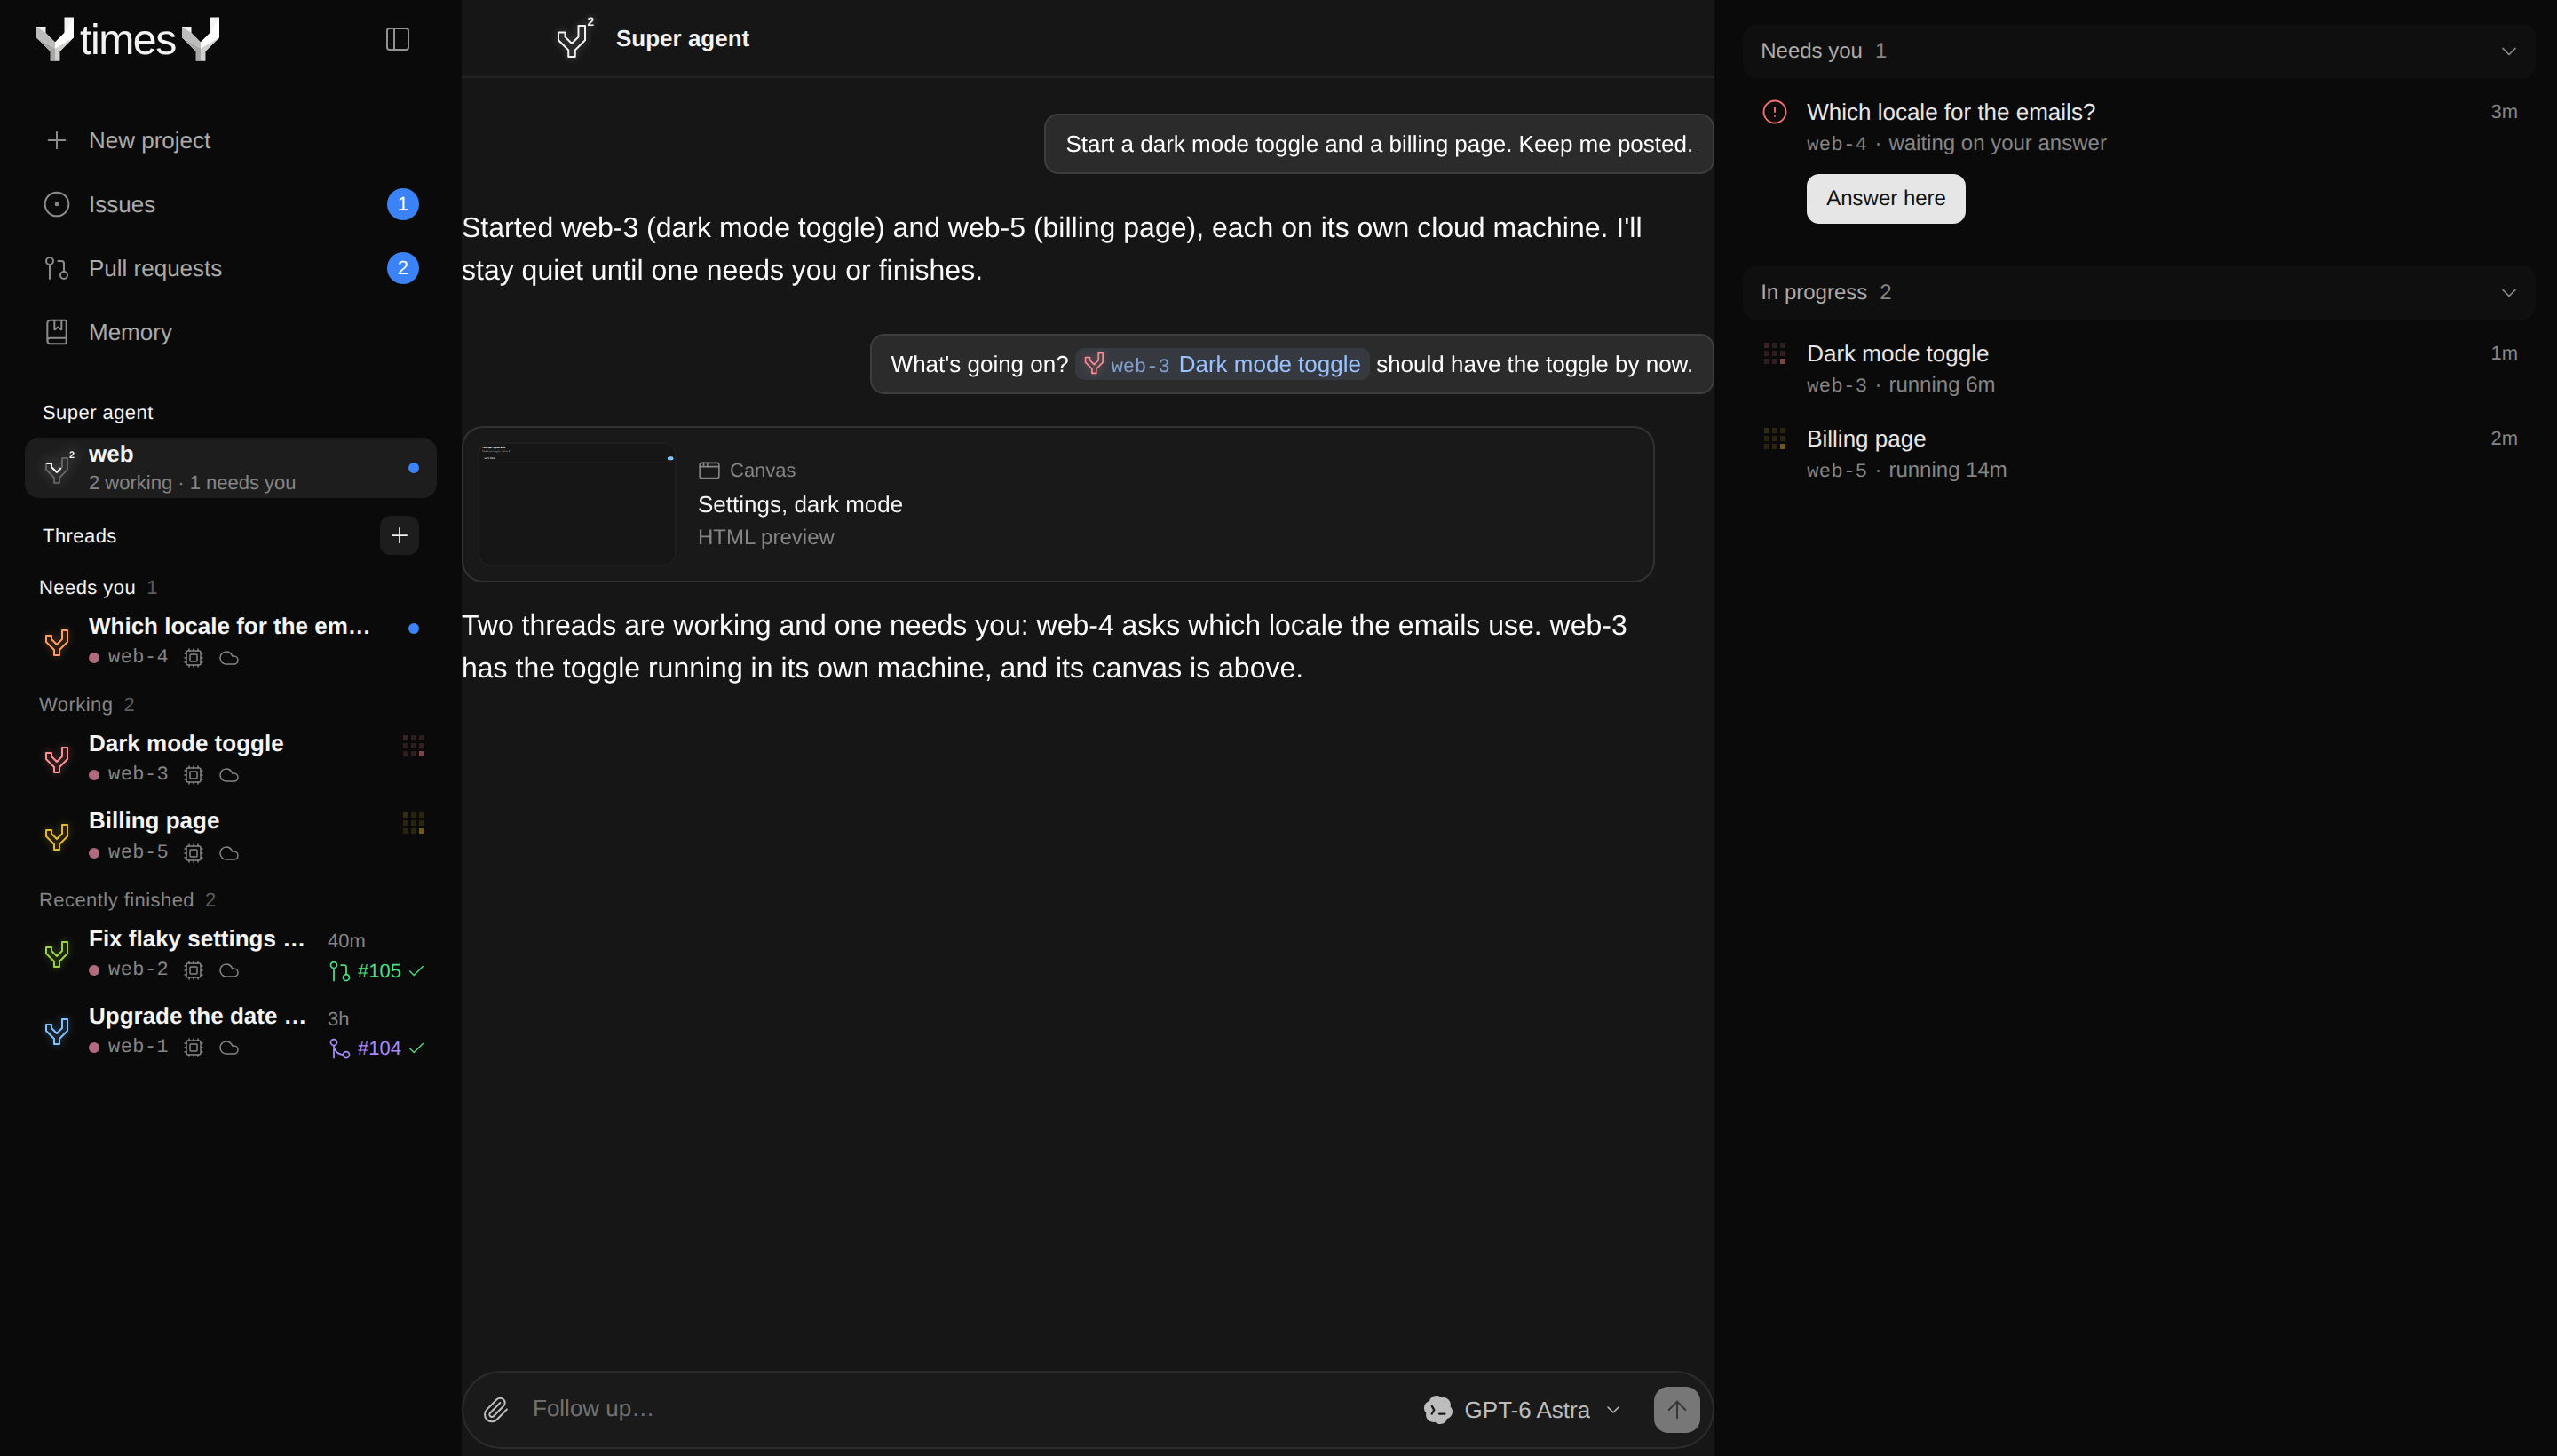 times
New project
Issues 1
Pull requests 2
Memory
Super agent
2 web
2 working · 1 needs you
Threads
Needs you 1
Which locale for the em…
web-4
Working 2
Dark mode toggle
web-3
Billing page
web-5
Recently finished 2
Fix flaky settings … 40m
web-2 #105
Upgrade the date … 3h
web-1 #104
2 Super agent
Start a dark mode toggle and a billing page. Keep me posted.
Started web-3 (dark mode toggle) and web-5 (billing page), each on its own cloud machine. I'll
stay quiet until one needs you or finishes.
What's going on? web-3 Dark mode toggle should have the toggle by now.
Canvas
Settings, dark mode
HTML preview
Two threads are working and one needs you: web-4 asks which locale the emails use. web-3
has the toggle running in its own machine, and its canvas is above.
Follow up…
GPT-6 Astra
Needs you 1
Which locale for the emails? 3m
web-4 · waiting on your answer
Answer here
In progress 2
Dark mode toggle 1m
web-3 · running 6m
Billing page 2m
web-5 · running 14m